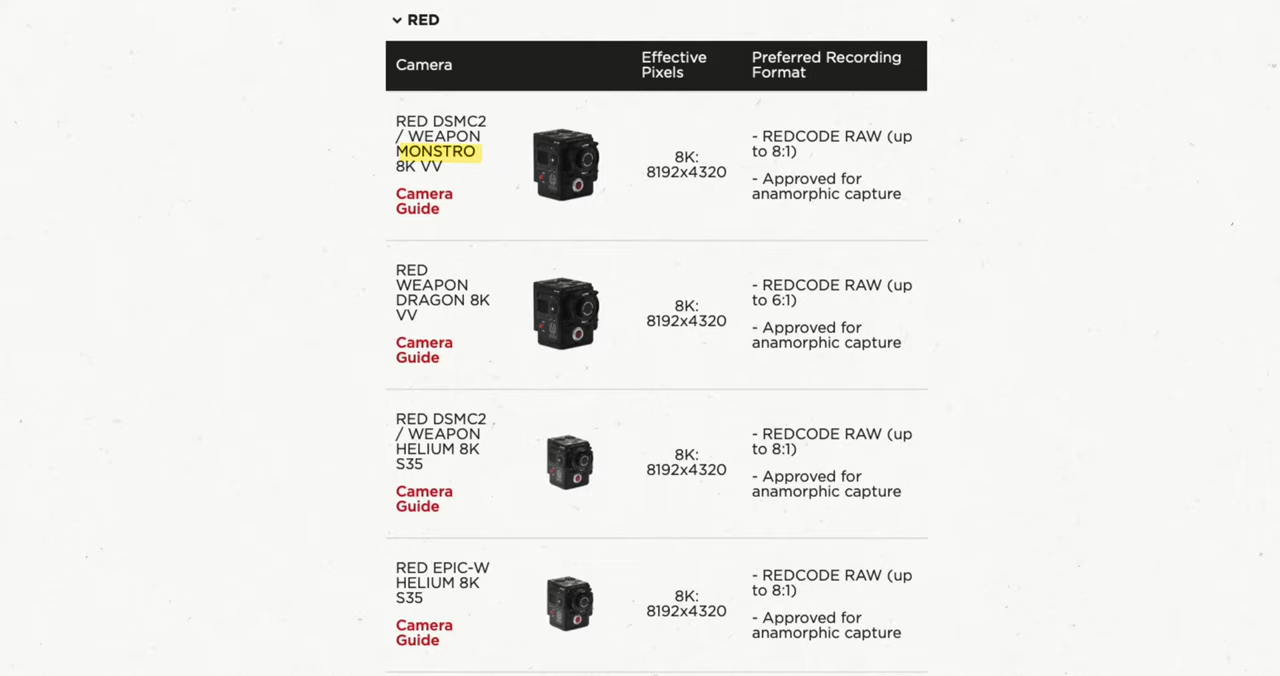 RED
Camera
Effective
Pixels
Preferred Recording
Format
RED DSMC2
/ WEAPON
MONSTRO
8K VV
Camera
Guide
8K:
8192x4320
- REDCODE RAW (up
to 8:1)
- Approved for
anamorphic capture
RED
WEAPON
DRAGON 8K
VV
Camera
Guide
8K:
8192x4320
- REDCODE RAW (up
to 6:1)
- Approved for
anamorphic capture
RED DSMC2
/ WEAPON
HELIUM 8K
S35
Camera
Guide
8K:
8192x4320
- REDCODE RAW (up
to 8:1)
- Approved for
anamorphic capture
RED EPIC-W
HELIUM 8K
S35
Camera
Guide
8K:
8192x4320
- REDCODE RAW (up
to 8:1)
- Approved for
anamorphic capture